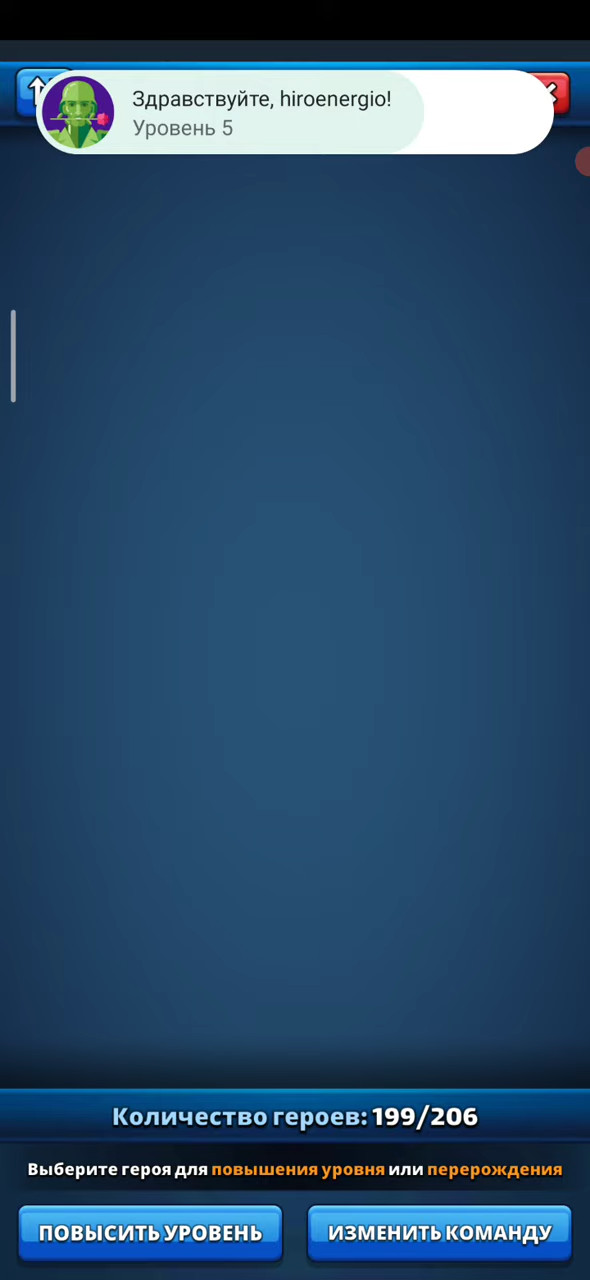 Здравствуйте, hiroenergio!
Уровень 5
Количество героев: 199/206
Выберите героя для повышения уровня или перерождения
ПОВЫСИТЬ УРОВЕНЬ
ИЗМЕНИТЬ КОМАНДУ